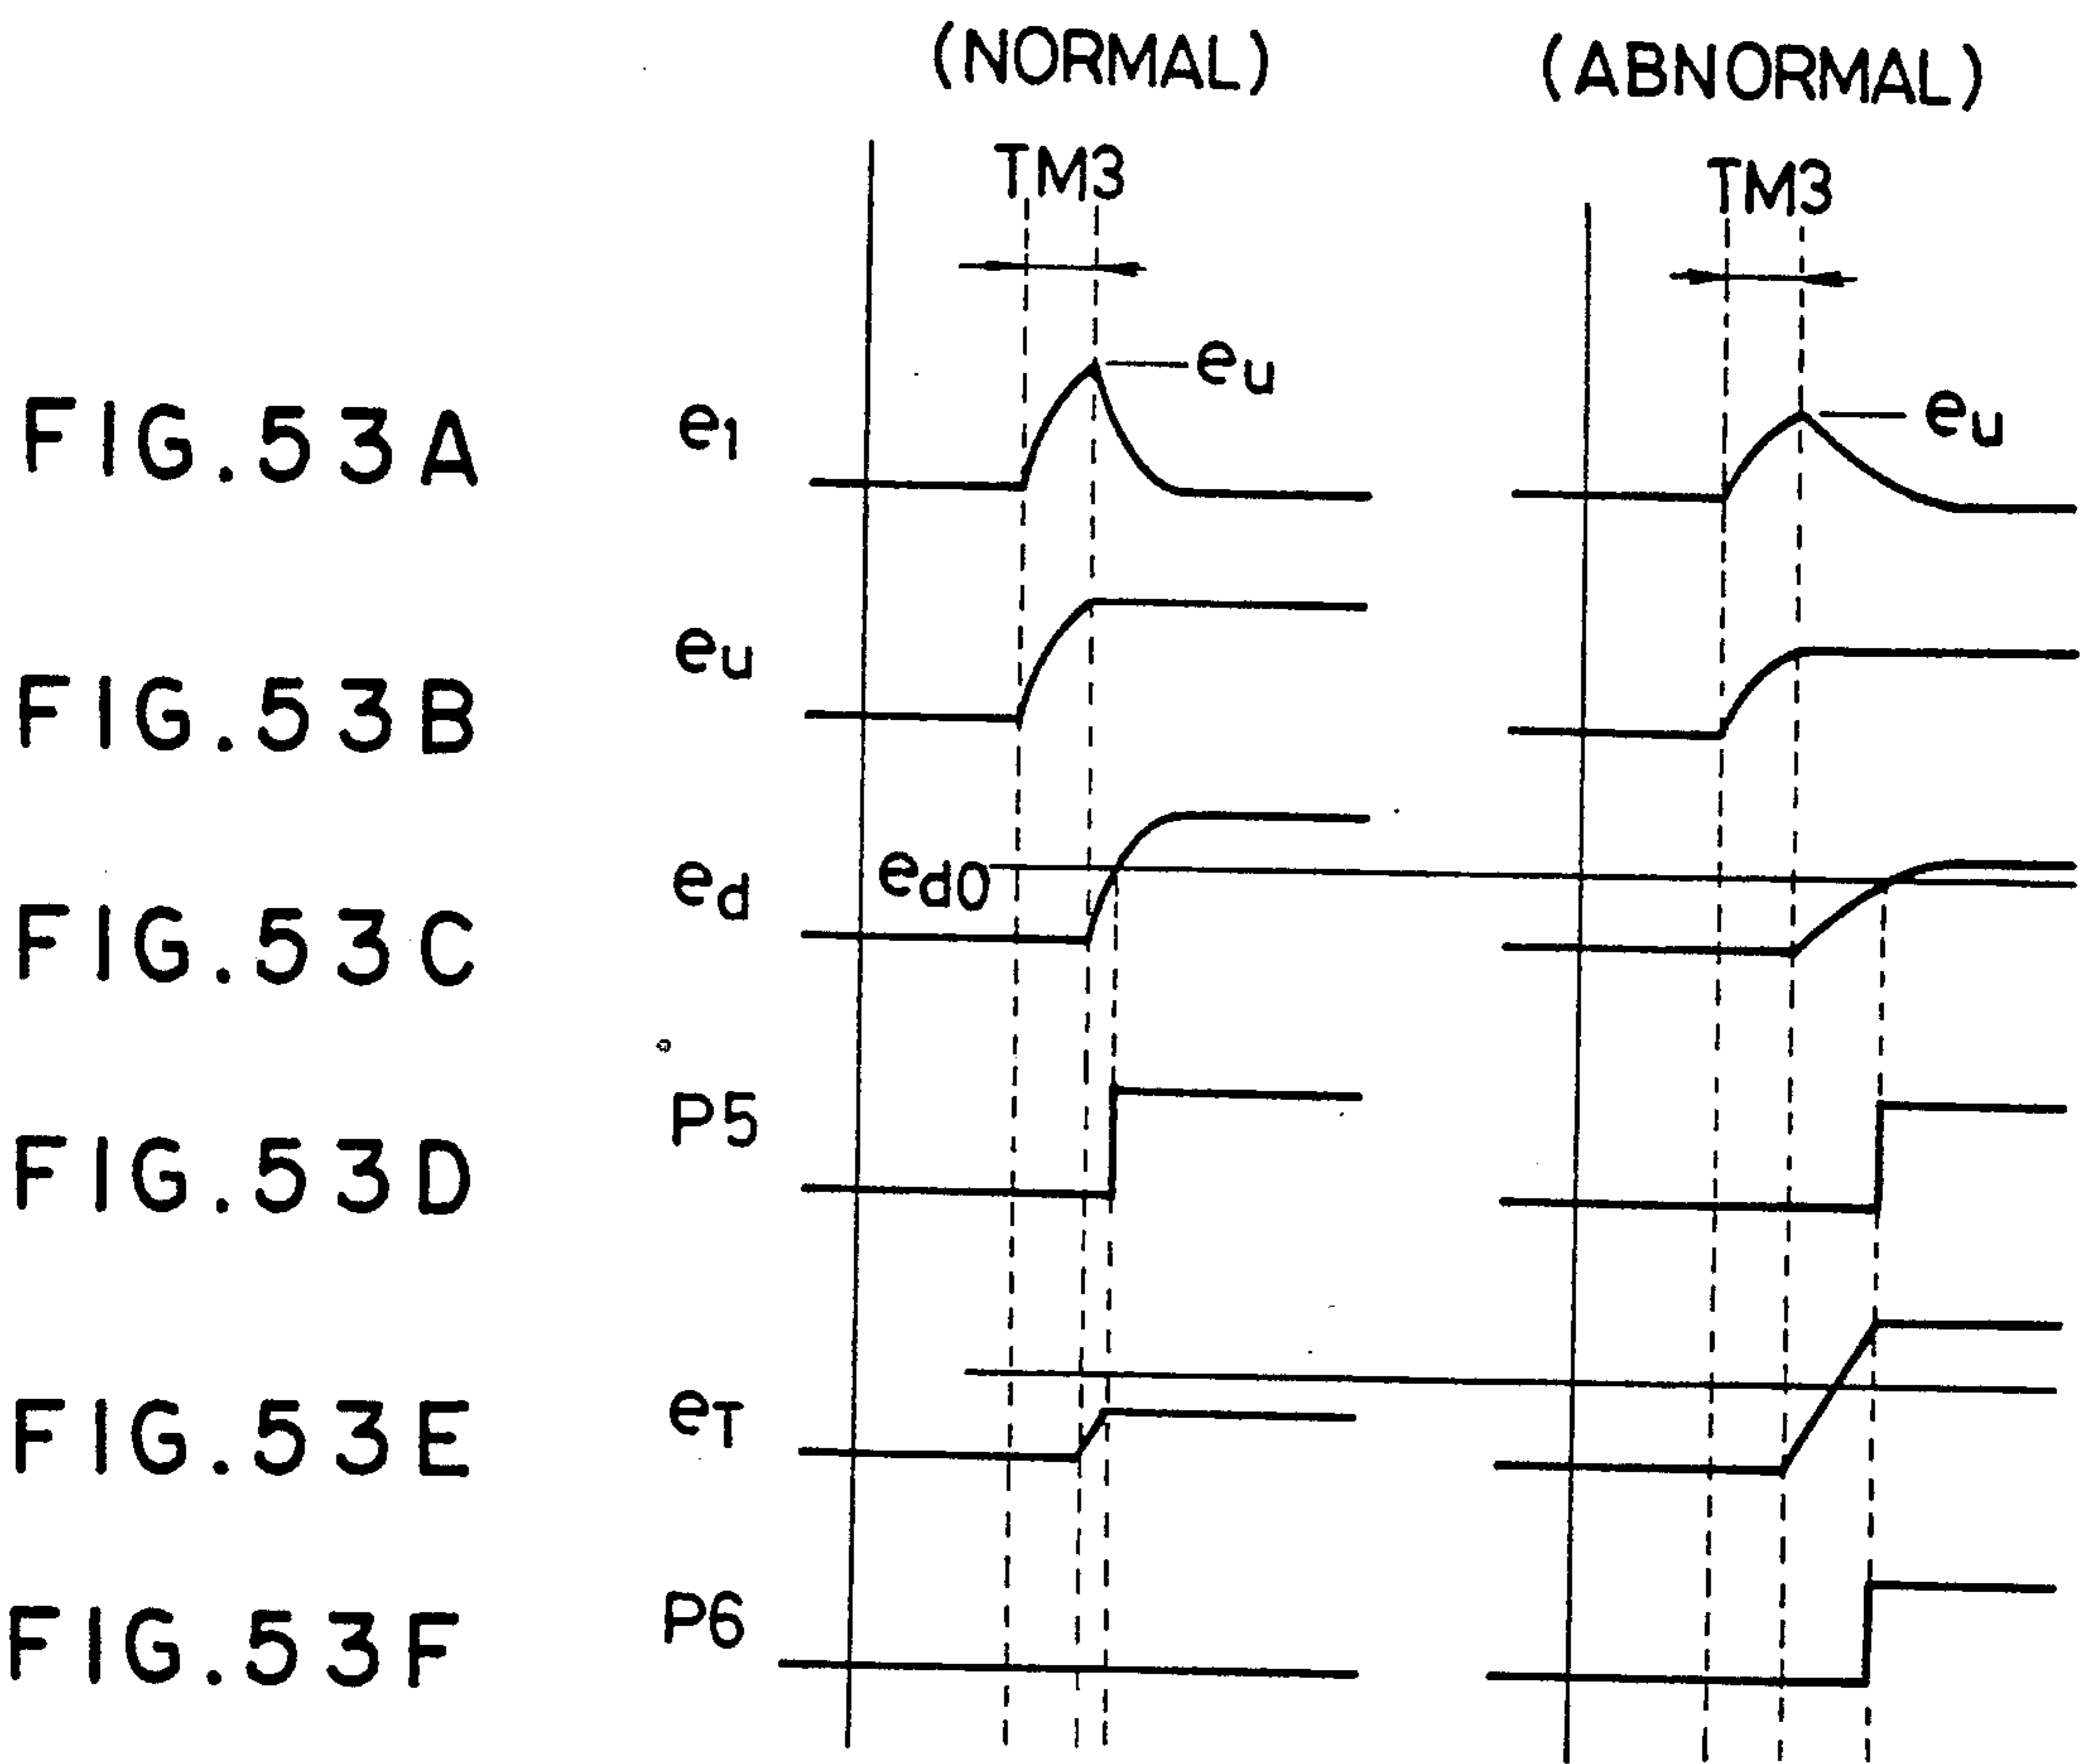 (NORMAL) (ABNORMAL)
TM3 TM3
eu
eu
FIG.53A e1
FIG.53B eu
FIG.53C ed ed0
FIG.53D P5
FIG.53E eT
FIG.53F P6